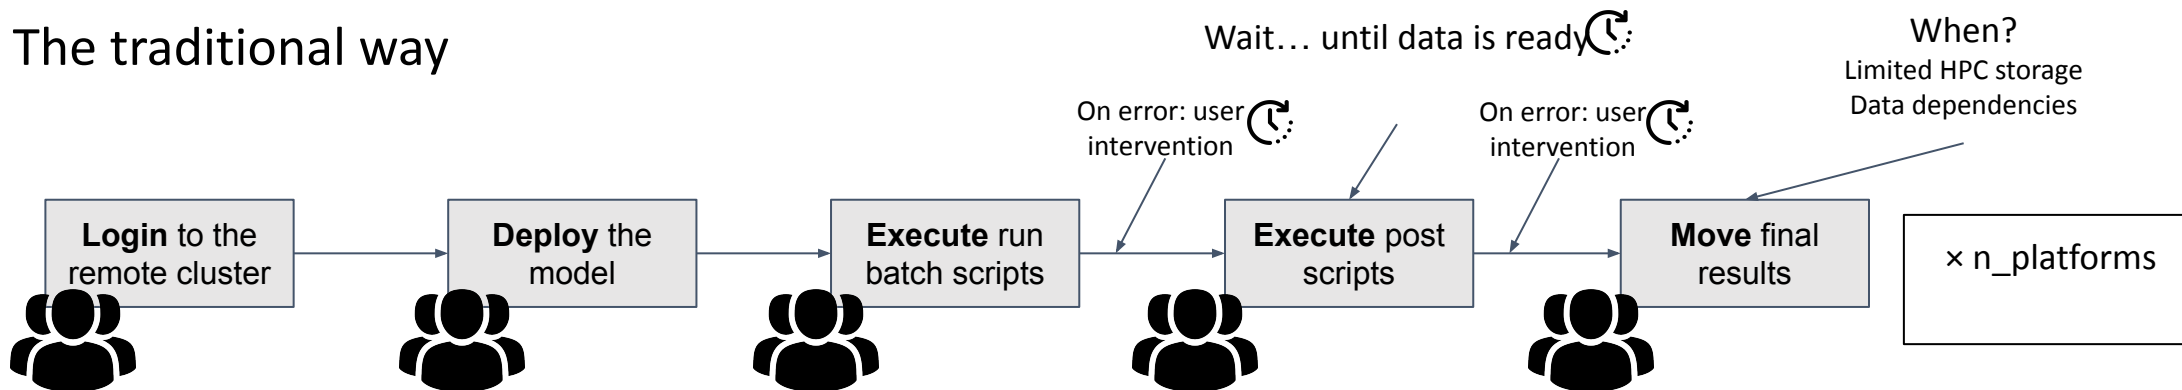 The traditional way
Wait… until data is ready
When?
Limited HPC storage
Data dependencies
On error: user
intervention
On error: user
intervention
Login to the
remote cluster
Deploy the
model
Execute run
batch scripts
Execute post
scripts
Move final
results
× n_platforms